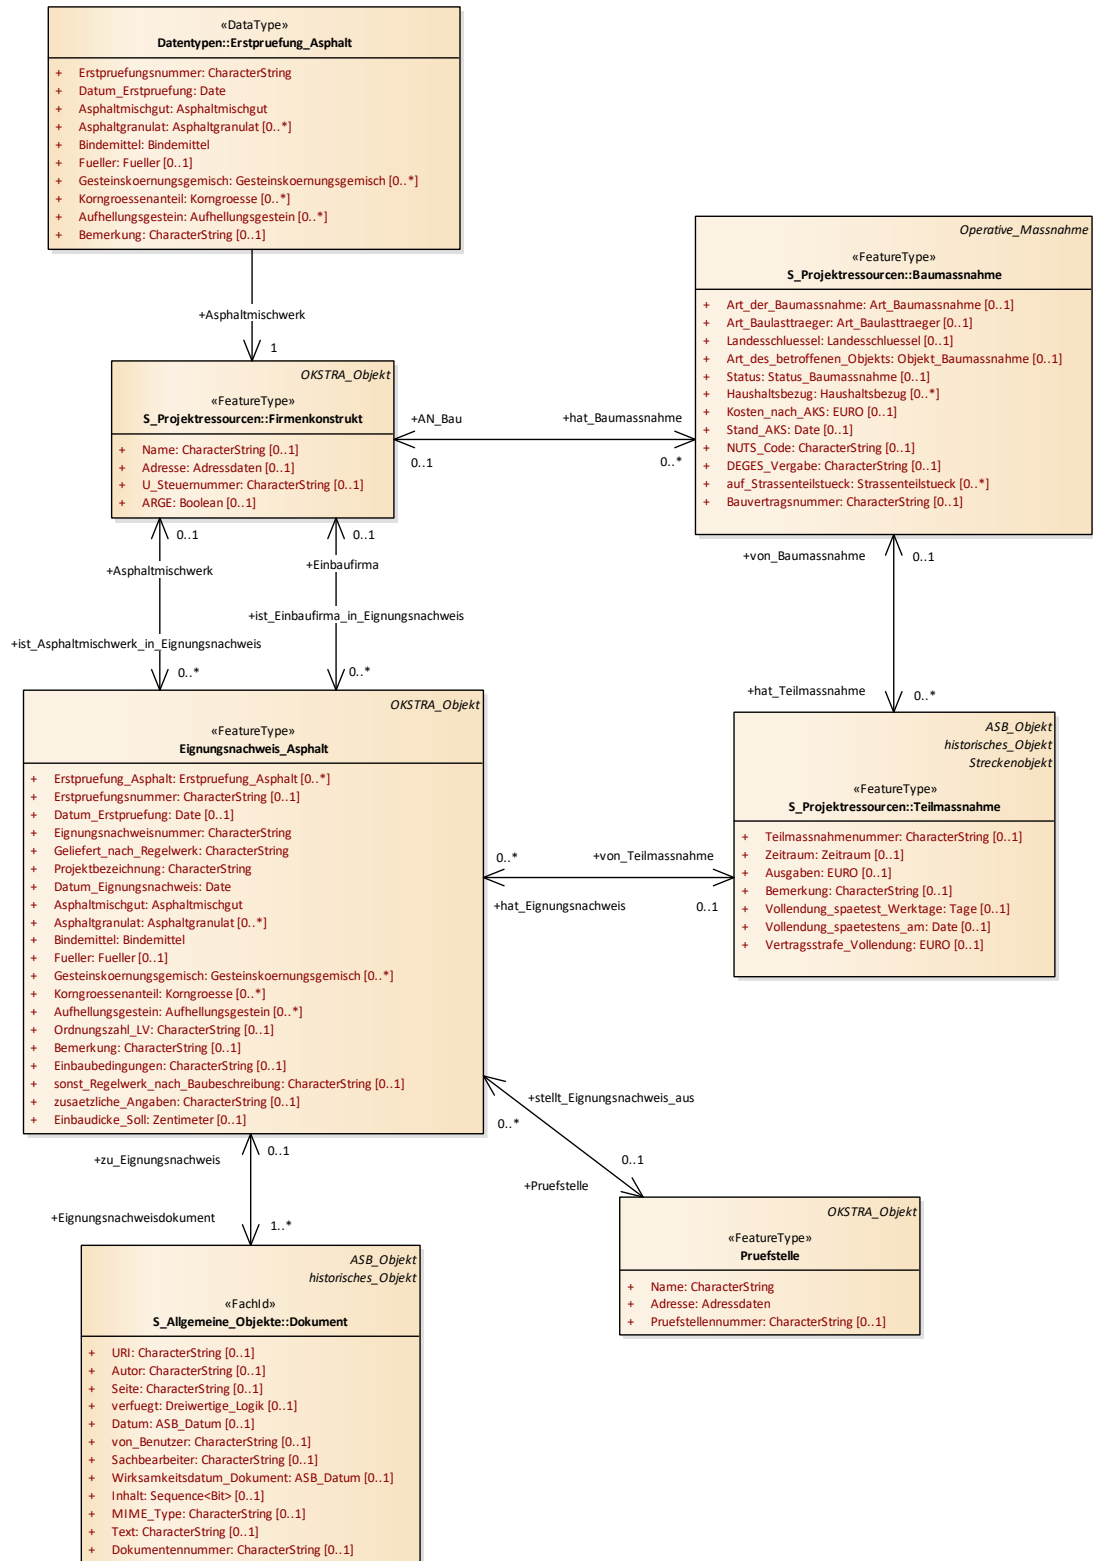 «DataType»
Datentypen::Erstpruefung_Asphalt
+ Erstpruefungsnummer: CharacterString
+ Datum_Erstpruefung: Date
+ Asphaltmischgut: Asphaltmischgut
+ Asphaltgranulat: Asphaltgranulat [0..*]
+ Bindemittel: Bindemittel
+ Fueller: Fueller [0..1]
+ Gesteinskoernungsgemisch: Gesteinskoernungsgemisch [0..*]
+ Korngroessenanteil: Korngroesse [0..*]
+ Aufhellungsgestein: Aufhellungsgestein [0..*]
+ Bemerkung: CharacterString [0..1]
+Asphaltmischwerk
1
OKSTRA_Objekt
«FeatureType»
S_Projektressourcen::Firmenkonstrukt
+ Name: CharacterString [0..1]
+ Adresse: Adressdaten [0..1]
+ U_Steuernummer: CharacterString [0..1]
+ ARGE: Boolean [0..1]
+AN_Bau
0..1
+hat_Baumassnahme
0..*
Operative_Massnahme
«FeatureType»
S_Projektressourcen::Baumassnahme
+ Art_der_Baumassnahme: Art_Baumassnahme [0..1]
+ Art_Baulasttraeger: Art_Baulasttraeger [0..1]
+ Landesschluessel: Landesschluessel [0..1]
+ Art_des_betroffenen_Objekts: Objekt_Baumassnahme [0..1]
+ Status: Status_Baumassnahme [0..1]
+ Haushaltsbezug: Haushaltsbezug [0..*]
+ Kosten_nach_AKS: EURO [0..1]
+ Stand_AKS: Date [0..1]
+ NUTS_Code: CharacterString [0..1]
+ DEGES_Vergabe: CharacterString [0..1]
+ auf_Strassenteilstueck: Strassenteilstueck [0..*]
+ Bauvertragsnummer: CharacterString [0..1]
0..1
+Asphaltmischwerk
+ist_Asphaltmischwerk_in_Eignungsnachweis
0..*
0..1
+Einbaufirma
+ist_Einbaufirma_in_Eignungsnachweis
0..*
+von_Baumassnahme
0..1
+hat_Teilmassnahme
0..*
OKSTRA_Objekt
«FeatureType»
Eignungsnachweis_Asphalt
+ Erstpruefung_Asphalt: Erstpruefung_Asphalt [0..*]
+ Erstpruefungsnummer: CharacterString [0..1]
+ Datum_Erstpruefung: Date [0..1]
+ Eignungsnachweisnummer: CharacterString
+ Geliefert_nach_Regelwerk: CharacterString
+ Projektbezeichnung: CharacterString
+ Datum_Eignungsnachweis: Date
+ Asphaltmischgut: Asphaltmischgut
+ Asphaltgranulat: Asphaltgranulat [0..*]
+ Bindemittel: Bindemittel
+ Fueller: Fueller [0..1]
+ Gesteinskoernungsgemisch: Gesteinskoernungsgemisch [0..*]
+ Korngroessenanteil: Korngroesse [0..*]
+ Aufhellungsgestein: Aufhellungsgestein [0..*]
+ Ordnungszahl_LV: CharacterString [0..1]
+ Bemerkung: CharacterString [0..1]
+ Einbaubedingungen: CharacterString [0..1]
+ sonst_Regelwerk_nach_Baubeschreibung: CharacterString [0..1]
+ zusaetzliche_Angaben: CharacterString [0..1]
+ Einbaudicke_Soll: Zentimeter [0..1]
0..*
+hat_Eignungsnachweis
+von_Teilmassnahme
0..1
ASB_Objekt
historisches_Objekt
Streckenobjekt
«FeatureType»
S_Projektressourcen::Teilmassnahme
+ Teilmassnahmenummer: CharacterString [0..1]
+ Zeitraum: Zeitraum [0..1]
+ Ausgaben: EURO [0..1]
+ Bemerkung: CharacterString [0..1]
+ Vollendung_spaetest_Werktage: Tage [0..1]
+ Vollendung_spaetestens_am: Date [0..1]
+ Vertragsstrafe_Vollendung: EURO [0..1]
+stellt_Eignungsnachweis_aus
0..*
0..1
+Pruefstelle
OKSTRA_Objekt
«FeatureType»
Pruefstelle
+ Name: CharacterString
+ Adresse: Adressdaten
+ Pruefstellennummer: CharacterString [0..1]
+zu_Eignungsnachweis
0..1
+Eignungsnachweisdokument
1..*
ASB_Objekt
historisches_Objekt
«FachId»
S_Allgemeine_Objekte::Dokument
+ URI: CharacterString [0..1]
+ Autor: CharacterString [0..1]
+ Seite: CharacterString [0..1]
+ verfuegt: Dreiwertige_Logik [0..1]
+ Datum: ASB_Datum [0..1]
+ von_Benutzer: CharacterString [0..1]
+ Sachbearbeiter: CharacterString [0..1]
+ Wirksamkeitsdatum_Dokument: ASB_Datum [0..1]
+ Inhalt: Sequence<Bit> [0..1]
+ MIME_Type: CharacterString [0..1]
+ Text: CharacterString [0..1]
+ Dokumentennummer: CharacterString [0..1]